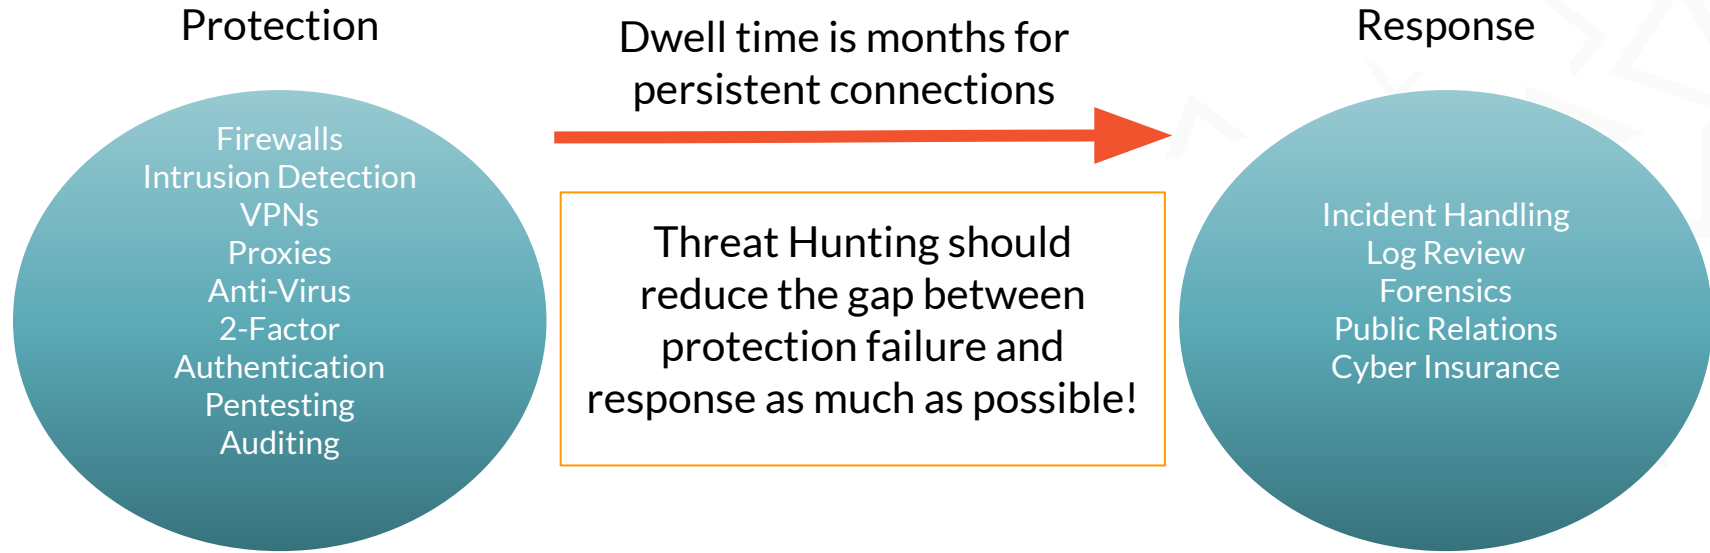 Protection
Firewalls
Intrusion Detection
VPNs
Proxies
Anti-Virus
2-Factor
Authentication
Pentesting
Auditing
Dwell time is months for
persistent connections
Threat Hunting should
reduce the gap between
protection failure and
response as much as possible!
Response
Incident Handling
Log Review
Forensics
Public Relations
Cyber Insurance